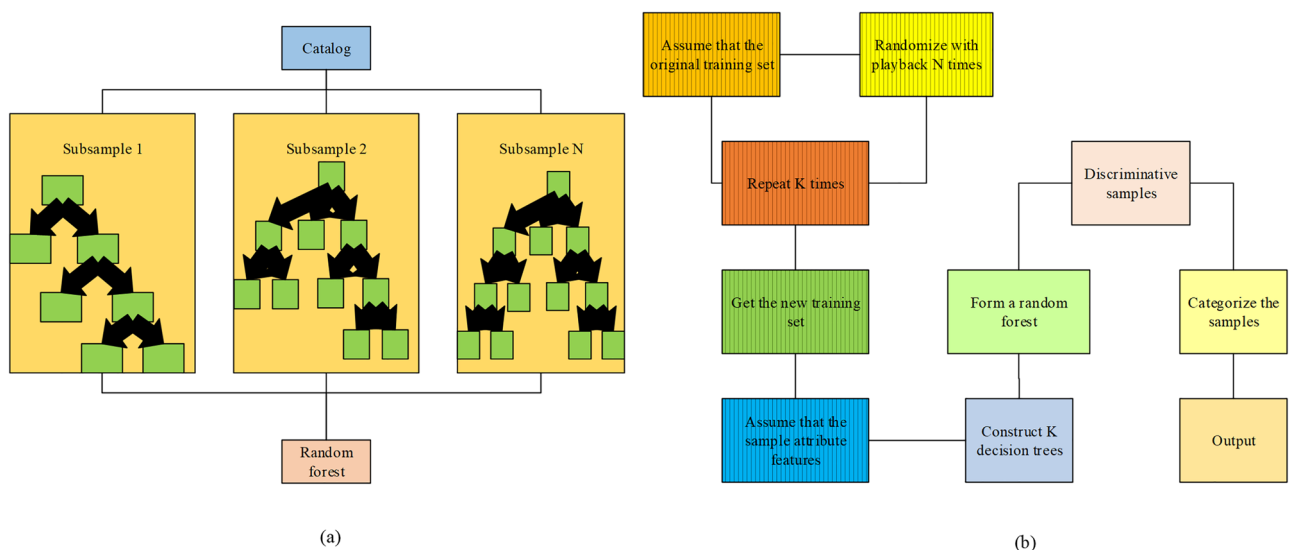 Catalog
Subsample 1
Subsample 2
Subsample N
Random
forest
(a)
Assume that the
original training set
Randomize with
playback N times
Repeat K times
Discriminative
samples
Get the new training
set
Form a random
forest
Categorize the
samples
Assume that the
sample attribute
features
Construct K
decision trees
Output
(b)